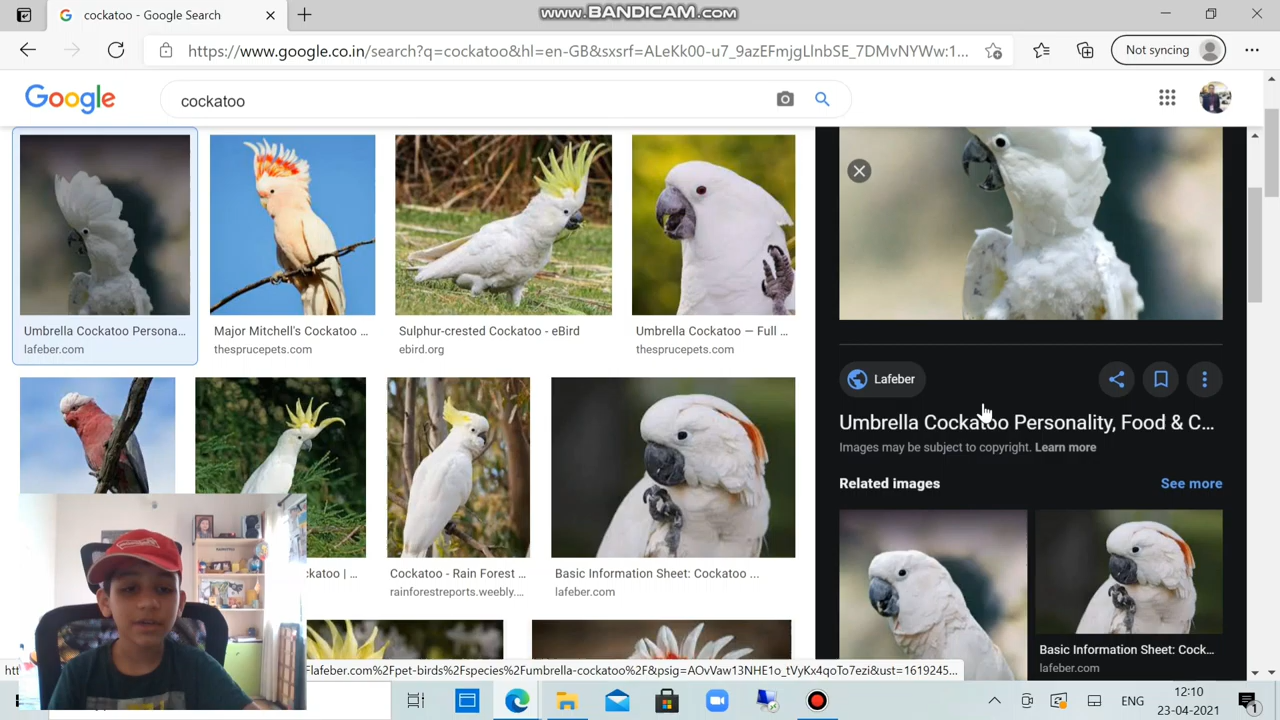 www.BANDICAM.com
cockatoo - Google Search
https://www.google.co.in/search?q=cockatoo&hl=en-GB&sxsrf=ALeKk00-u7_9azEFmjgLlnbSE_7DMvNYWw:1...
Not syncing
Google
cockatoo
Umbrella Cockatoo Persona...
lafeber.com
Major Mitchell's Cockatoo ...
thesprucepets.com
Sulphur-crested Cockatoo - eBird
ebird.org
Umbrella Cockatoo — Full ...
thesprucepets.com
Lafeber
Umbrella Cockatoo Personality, Food & C...
Images may be subject to copyright. Learn more
Related images
See more
ckatoo | ...
Cockatoo - Rain Forest ...
rainforestreports.weebly....
Basic Information Sheet: Cockatoo ...
lafeber.com
Basic Information Sheet: Cock...
lafeber.com
Flafeber.com%2Fpet-birds%2Fspecies%2Fumbrella-cockatoo%2F&psig=AOvVaw13NHE1o_tVyKx4qoTo7ezi&ust=1619245...
ENG
12:10
23-04-2021
1